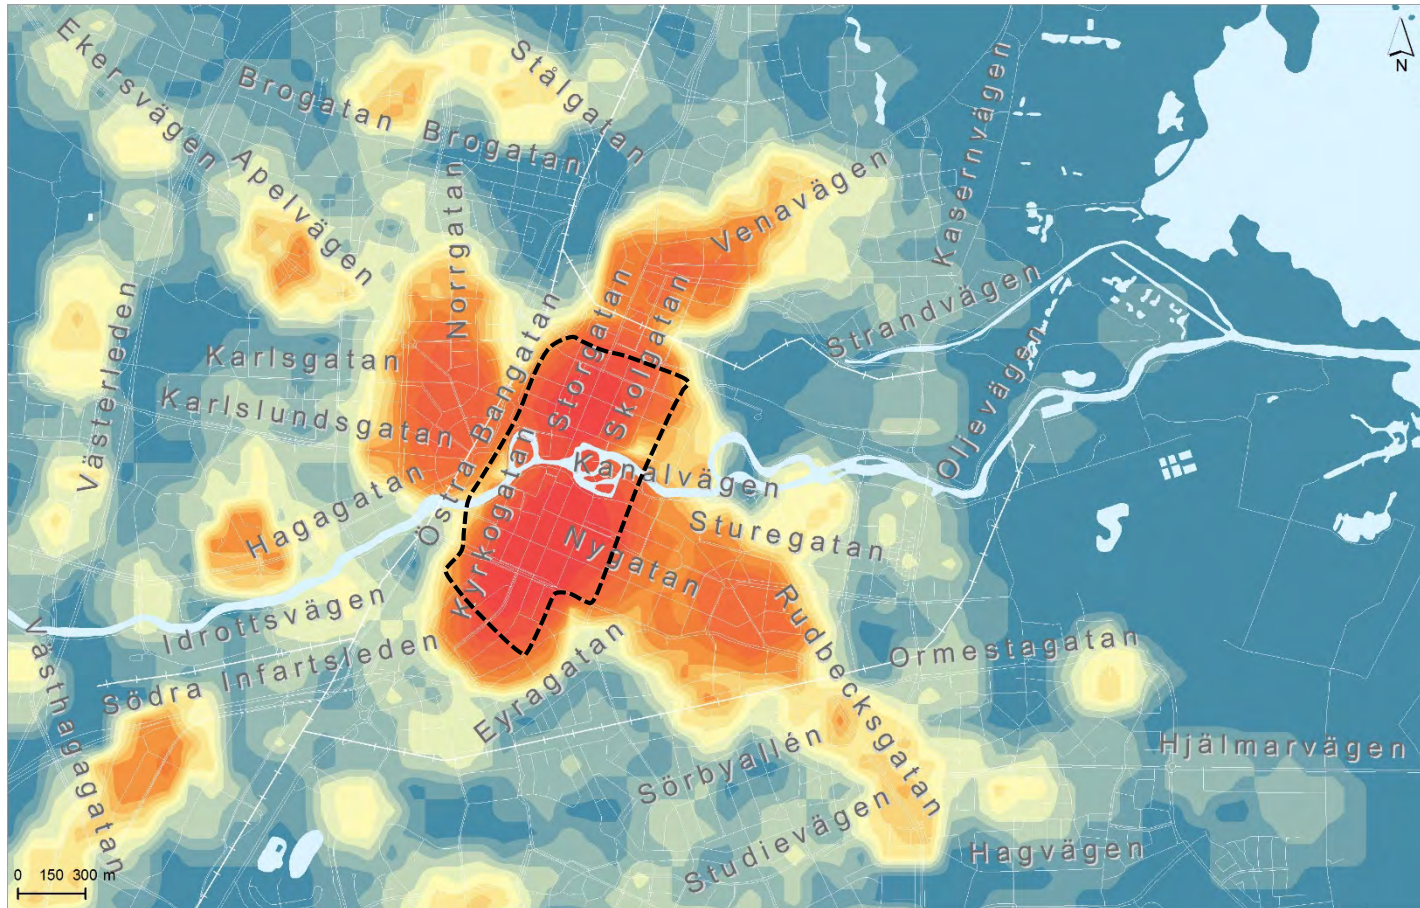 Ekersvägen
Brogatan
Brogatan
Stålgatan
Apelvägen
Norrgatan
Venavägen
Kasernvägen
N
Västerleden
Karlsgatan
Karlslundsgatan
Hagagatan
Östra Bangatan
Storgatan
Skolgatan
Strandvägen
Oljevägen
Kanalvägen
Kyrkogatan
Nygatan
Sturegatan
Rudbecksgatan
Idrottsvägen
Södra Infartsleden
Västhagagatan
Eyragatan
Ormestagatan
Hjälmarvägen
Sörbyallén
Studievägen
Hagvägen
0 150 300 m